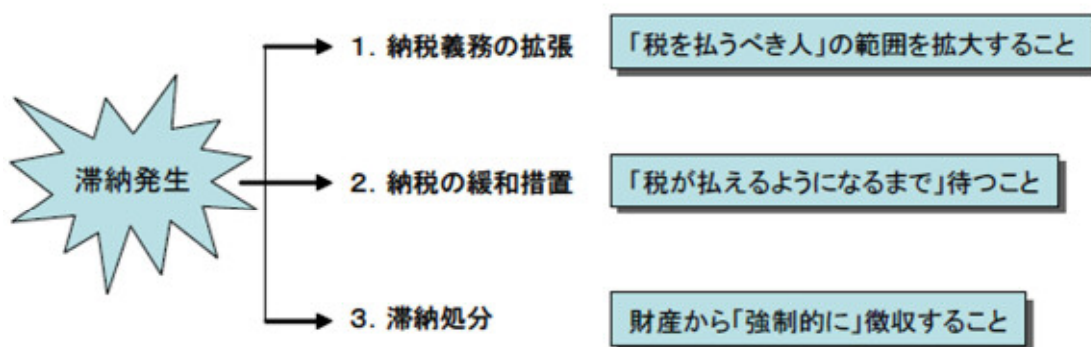 滞納発生
1. 納税義務の拡張
「税を払うべき人」の範囲を拡大すること
2. 納税の緩和措置
「税が払えるようになるまで」待つこと
3. 滞納処分
財産から「強制的に」徴収すること